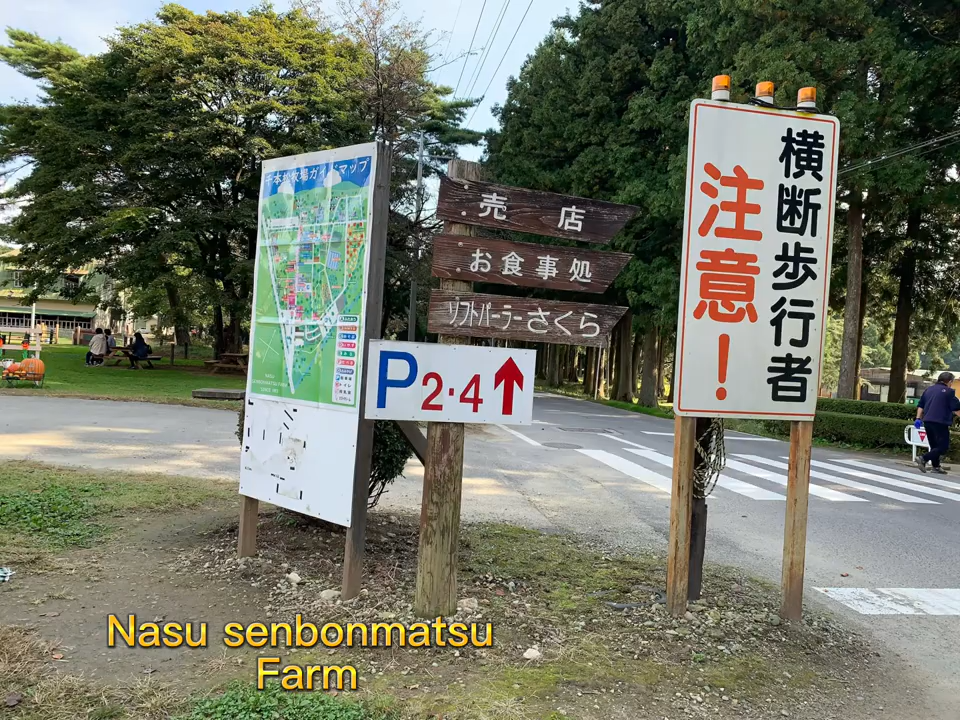 千本松牧場ガイドマップ
売店
お食事処
ソフトパーラーさくら
P 2・4 ↑
横断歩行者
注意！
Nasu senbonmatsu
Farm